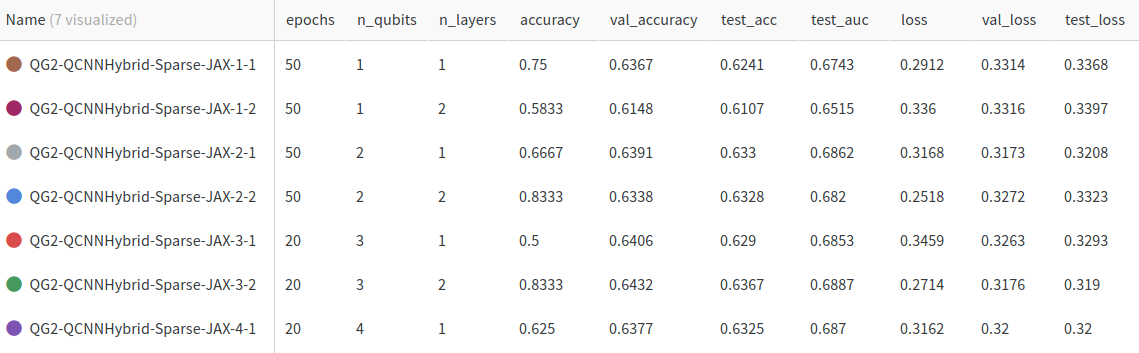 Name (7 visualized) epochs n_qubits n_layers accuracy val_accuracy test_acc test_auc loss val_loss test_loss
QG2-QCNNHybrid-Sparse-JAX-1-1 50 1 1 0.75 0.6367 0.6241 0.6743 0.2912 0.3314 0.3368
QG2-QCNNHybrid-Sparse-JAX-1-2 50 1 2 0.5833 0.6148 0.6107 0.6515 0.336 0.3316 0.3397
QG2-QCNNHybrid-Sparse-JAX-2-1 50 2 1 0.6667 0.6391 0.633 0.6862 0.3168 0.3173 0.3208
QG2-QCNNHybrid-Sparse-JAX-2-2 50 2 2 0.8333 0.6338 0.6328 0.682 0.2518 0.3272 0.3323
QG2-QCNNHybrid-Sparse-JAX-3-1 20 3 1 0.5 0.6406 0.629 0.6853 0.3459 0.3263 0.3293
QG2-QCNNHybrid-Sparse-JAX-3-2 20 3 2 0.8333 0.6432 0.6367 0.6887 0.2714 0.3176 0.319
QG2-QCNNHybrid-Sparse-JAX-4-1 20 4 1 0.625 0.6377 0.6325 0.687 0.3162 0.32 0.32